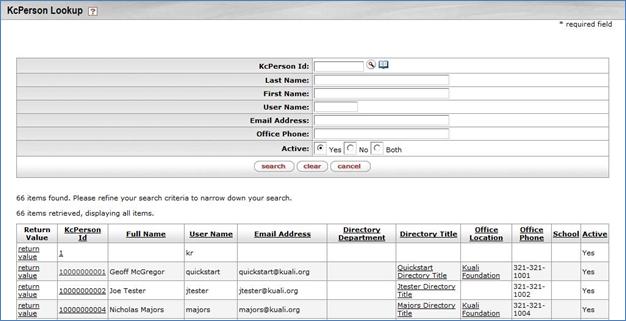 KcPerson Lookup ?
* required field
KcPerson Id:
Last Name:
First Name:
User Name:
Email Address:
Office Phone:
Active: Yes No Both
search clear cancel
66 items found. Please refine your search criteria to narrow down your search.
66 items retrieved, displaying all items.
Return Value KcPerson Id Full Name User Name Email Address Directory Department Directory Title Office Location Office Phone School Active
return value 1 kr Yes
return value 10000000001 Geoff McGregor quickstart quickstart@kuali.org Quickstart Directory Title Kuali Foundation 321-321-1001 Yes
return value 10000000002 Joe Tester jtester jtester@kuali.org Jtester Directory Title 321-321-1002 Yes
return value 10000000004 Nicholas Majors majors majors@kuali.org Majors Directory Title Kuali Foundation 321-321-1004 Yes